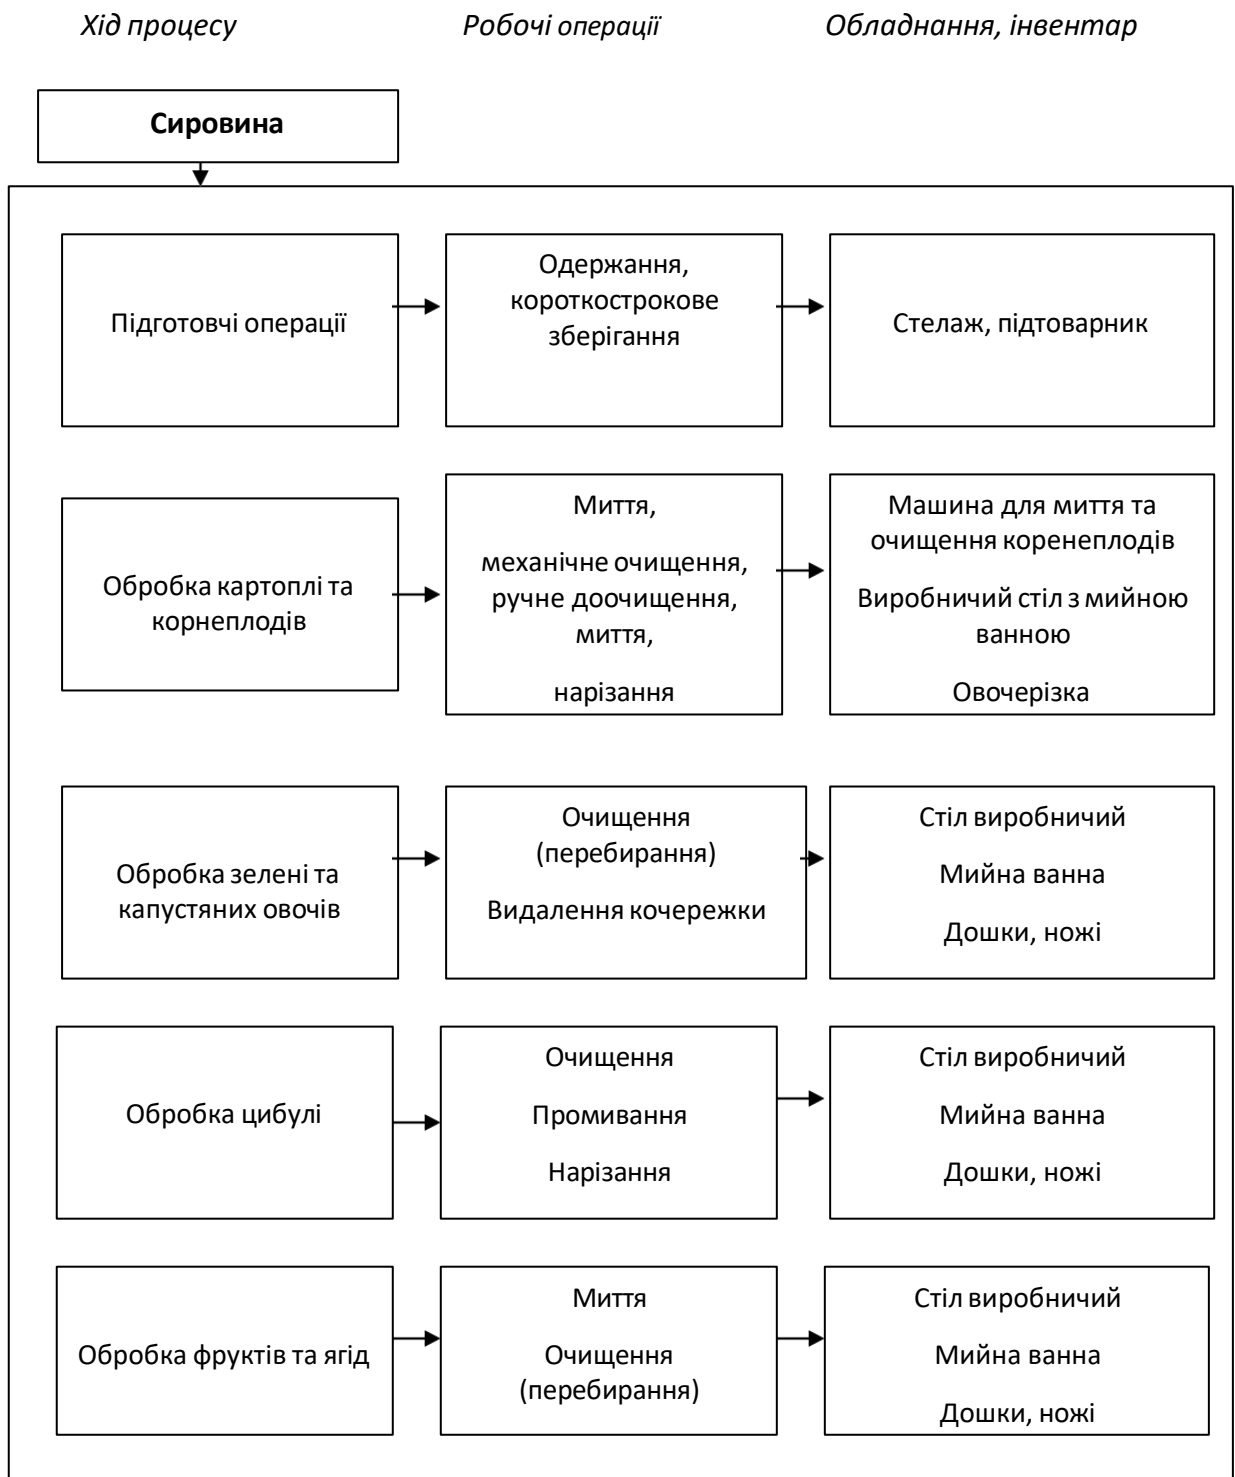 Хід процесу
Робочі операції
Обладнання, інвентар
Сировина
Підготовчі операції
Одержання,
короткострокове
зберігання
Стелаж, підтоварник
Обробка картоплі та
корнеплодів
Миття,
механічне очищення,
ручне доочищення,
миття,
нарізання
Машина для миття та
очищення коренеплодів
Виробничий стіл з мийною
ванною
Овочерізка
Обробка зелені та
капустяних овочів
Очищення
(перебирання)
Видалення кочережки
Стіл виробничий
Мийна ванна
Дошки, ножі
Обробка цибулі
Очищення
Промивання
Нарізання
Стіл виробничий
Мийна ванна
Дошки, ножі
Обробка фруктів та ягід
Миття
Очищення
(перебирання)
Стіл виробничий
Мийна ванна
Дошки, ножі